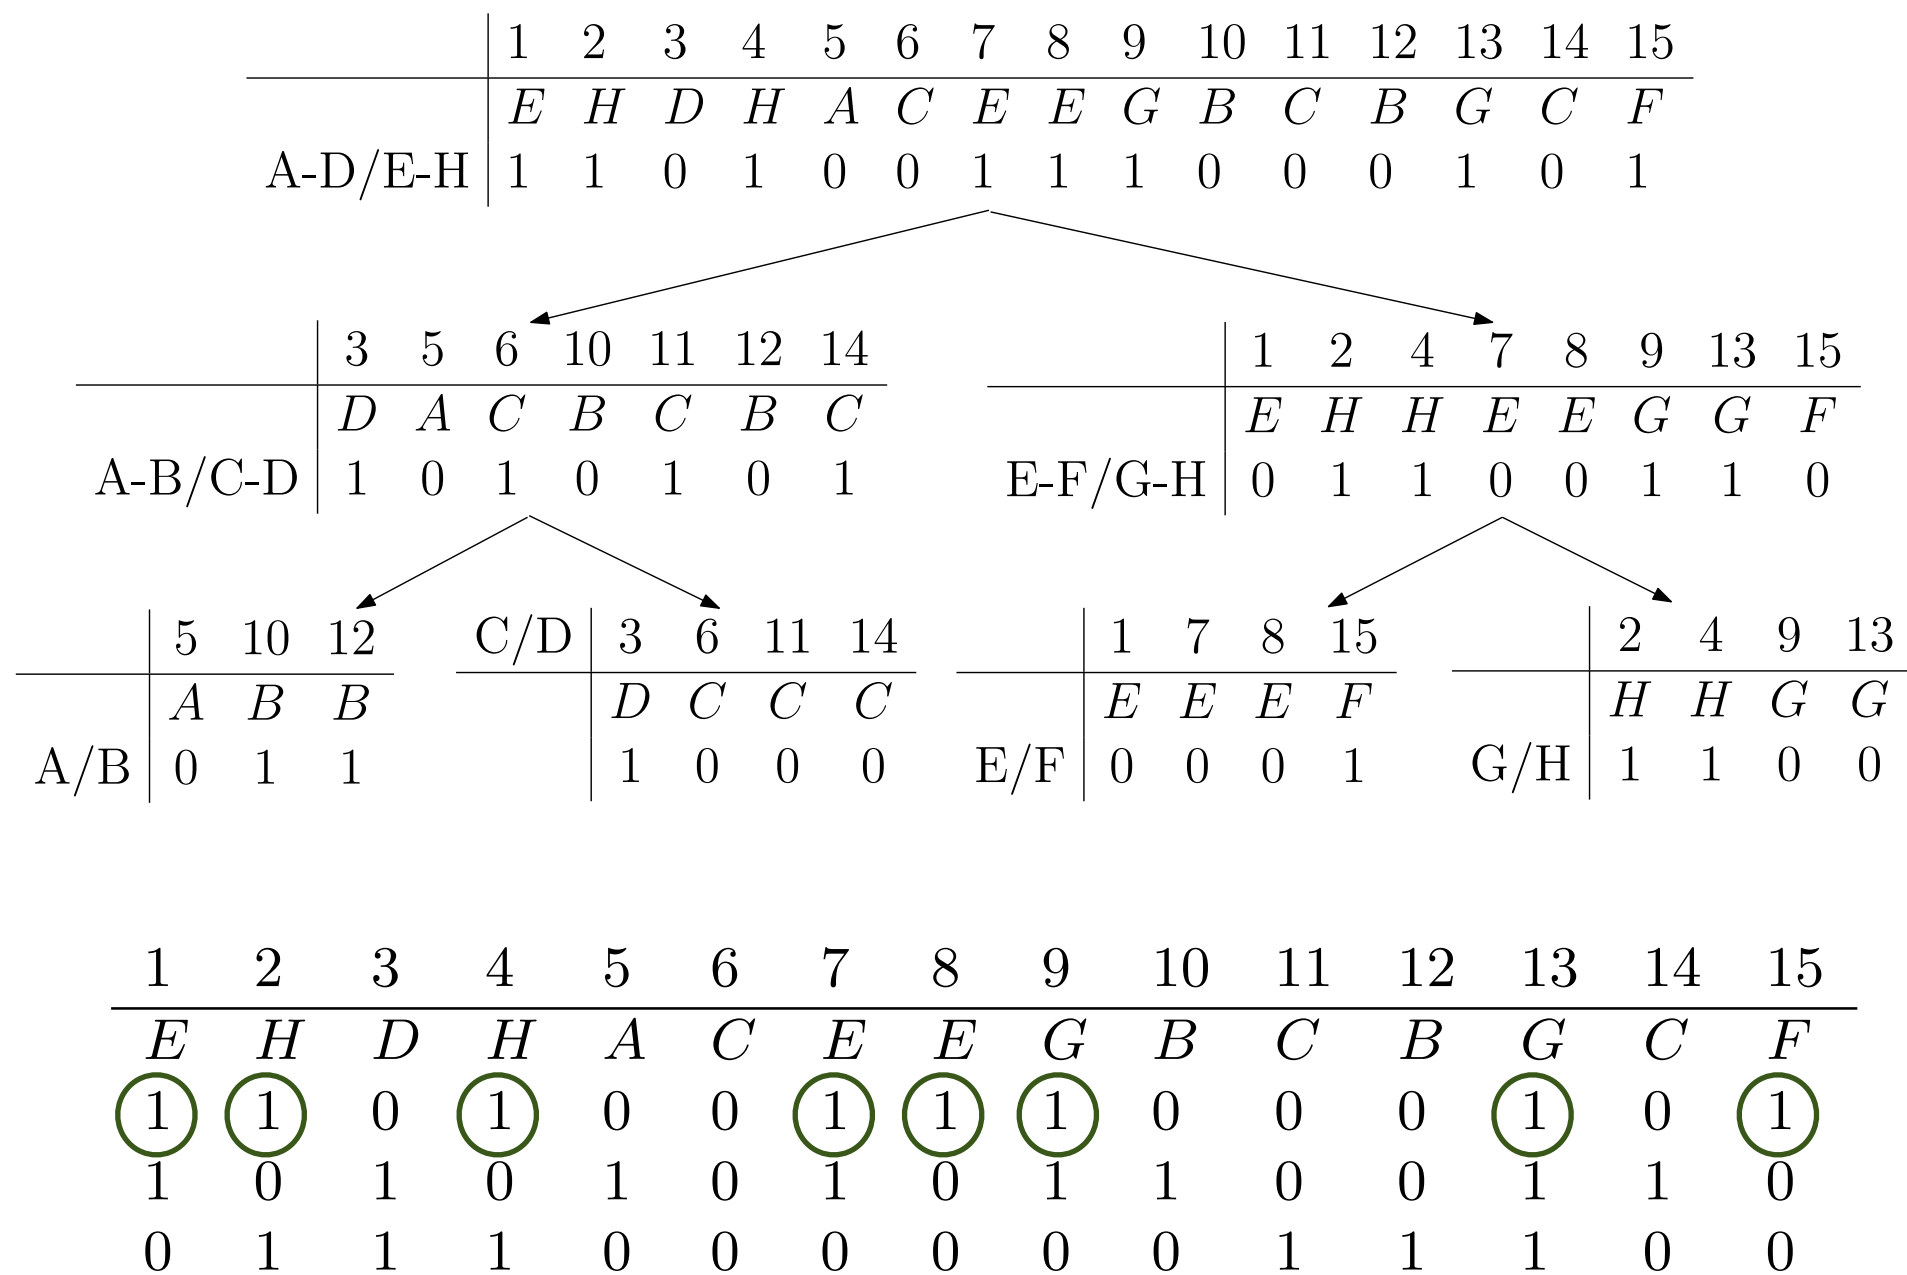 1 2 3 4 5 6 7 8 9 10 11 12 13 14 15
E H D H A C E E G B C B G C F
A-D/E-H 1 1 0 1 0 0 1 1 1 0 0 0 1 0 1
3 5 6 10 11 12 14
D A C B C B C
A-B/C-D 1 0 1 0 1 0 1
1 2 4 7 8 9 13 15
E H H E E G G F
E-F/G-H 0 1 1 0 0 1 1 0
5 10 12
A B B
A/B 0 1 1
C/D 3 6 11 14
D C C C
1 0 0 0
1 7 8 15
E E E F
E/F 0 0 0 1
2 4 9 13
H H G G
G/H 1 1 0 0
1 2 3 4 5 6 7 8 9 10 11 12 13 14 15
E H D H A C E E G B C B G C F
1 1 0 1 0 0 1 1 1 0 0 0 1 0 1
1 0 1 0 1 0 1 0 1 1 0 0 1 1 0
0 1 1 1 0 0 0 0 0 0 1 1 1 0 0